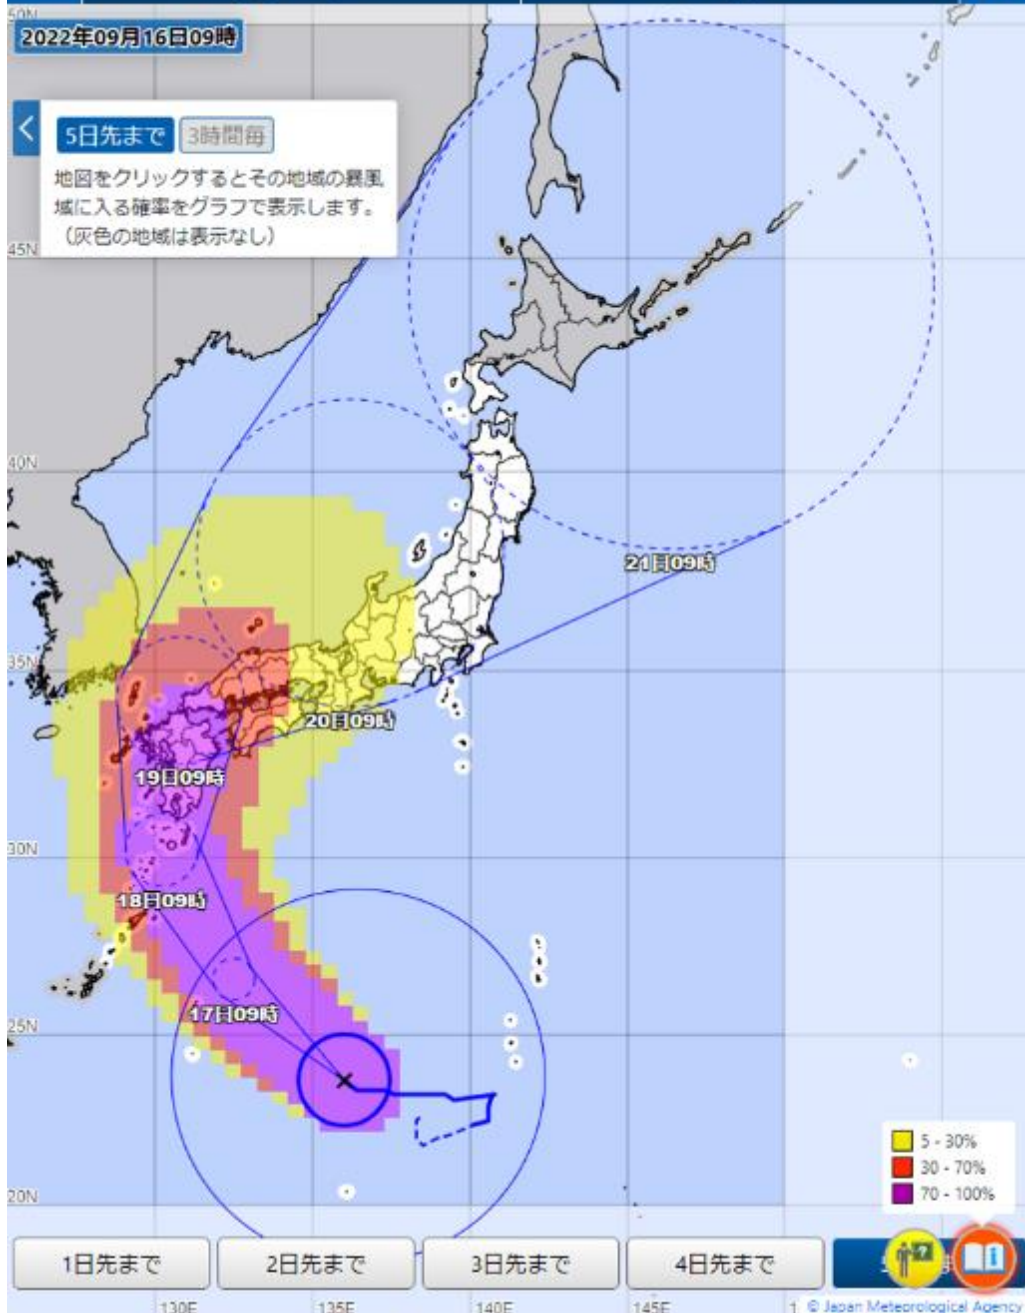 50N
2022年09月16日09時
5日先まで 3時間毎
地図をクリックするとその地域の暴風
域に入る確率をグラフで表示します。
（灰色の地域は表示なし）
45N
40N
21日09時
35N
20日09時
19日09時
30N
18日09時
17日09時
25N
5 - 30%
30 - 70%
70 - 100%
20N
1日先まで 2日先まで 3日先まで 4日先まで
130E 135E 140E 145E
© Japan Meteorological Agency